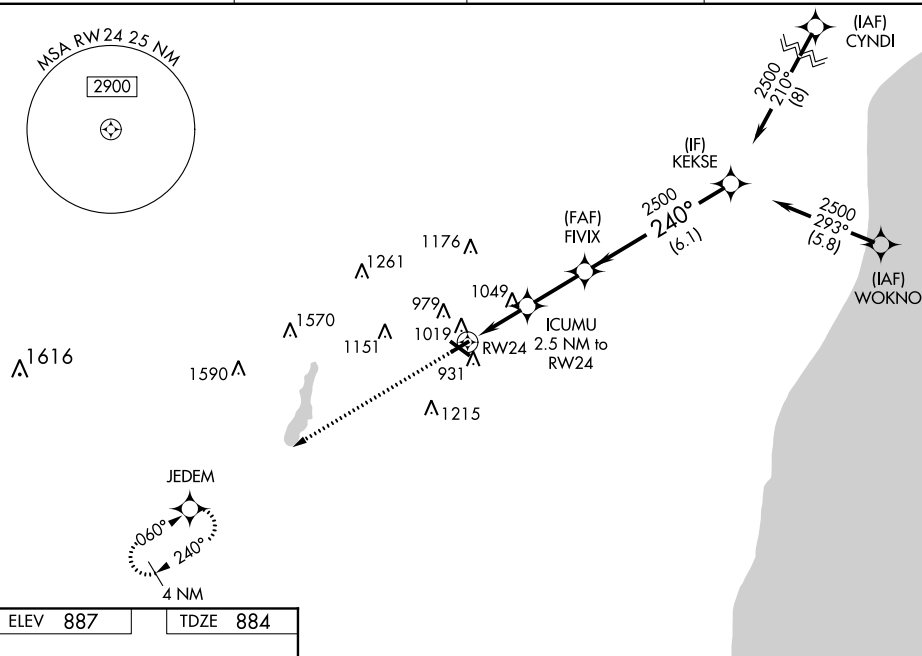 MSA RW24 25 NM
2900
(IAF)
CYNDI
2500
210°
(8)
(IF)
KEKSE
2500
240°
(6.1)
2500
293°
(5.8)
(FAF)
FIVIX
(IAF)
WOKNO
1176
1261
1049
979
1570
1019
ICUMU
2.5 NM to
RW24
1151
RW24
1616
1590
931
1215
JEDEM
060°
240°
4 NM
ELEV 887
TDZE 884